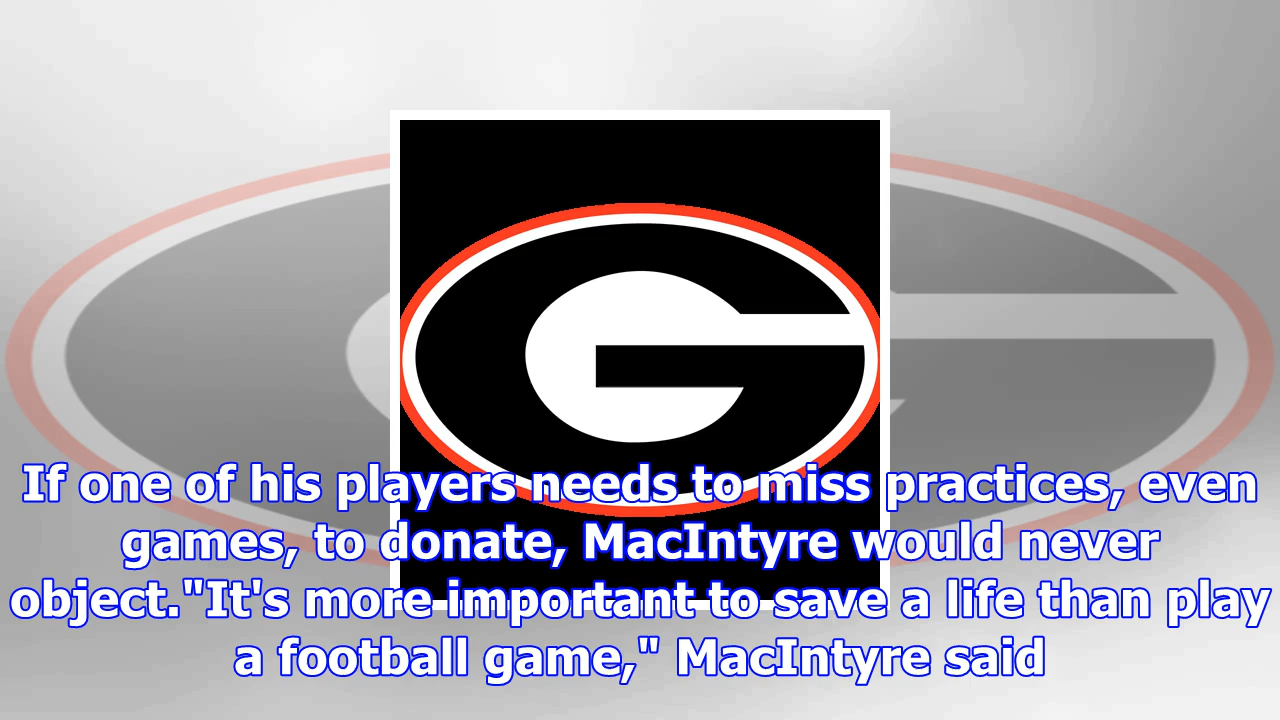 G
If one of his players needs to miss practices, even
games, to donate, MacIntyre would never
object."It's more important to save a life than play
a football game," MacIntyre said